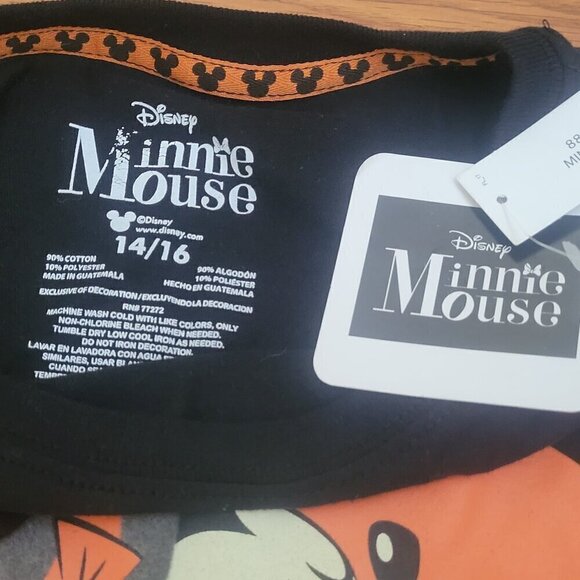 Disney
Minnie
Mouse
©Disney
www.disney.com
14/16
90% COTTON
10% POLYESTER
MADE IN GUATEMALA
90% ALGODÓN
10% POLIÉSTER
HECHO EN GUATEMALA
EXCLUSIVE OF DECORATION/EXCLUYENDO LA DECORACION
RN# 77272
MACHINE WASH COLD WITH LIKE COLORS, ONLY
NON-CHLORINE BLEACH WHEN NEEDED.
TUMBLE DRY LOW COOL IRON AS NEEDED.
DO NOT IRON DECORATION.
LAVAR EN LAVADORA CON AGUA
SIMILARES, USAR
CUANDO
Disney
Minnie
Mouse
88
MIN